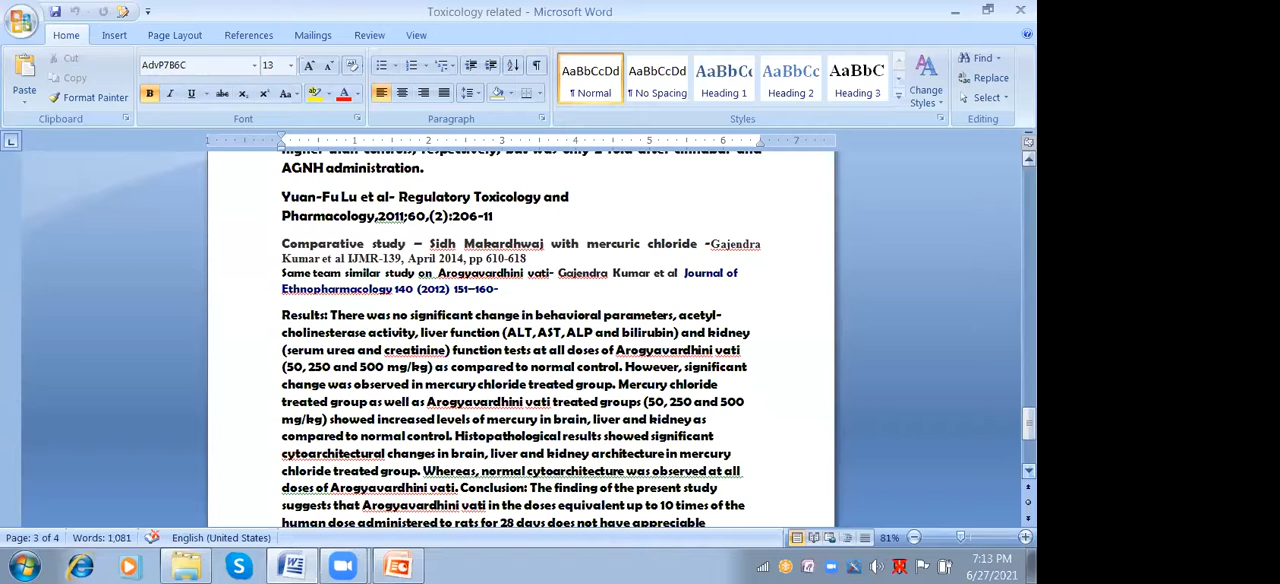 Toxicology related - Microsoft Word
Home Insert Page Layout References Mailings Review View
Paste
Cut
Copy
Format Painter
Clipboard
AdvP7B6C 13
Font
Paragraph
AaBbCcDd AaBbCcDd AaBbCc AaBbCc AaBbC
¶ Normal ¶ No Spacing Heading 1 Heading 2 Heading 3
Change
Styles
Styles
Find
Replace
Select
Editing
1 1 2 3 4 5 6 7
AGNH administration.
Yuan-Fu Lu et al- Regulatory Toxicology and
Pharmacology,2011;60,(2):206-11
Comparative study – Sidh Makardhwaj with mercuric chloride -Gajendra
Kumar et al IJMR-139, April 2014, pp 610-618
Same team similar study on Arogyavardhini vati- Gajendra Kumar et al Journal of
Ethnopharmacology 140 (2012) 151–160-
Results: There was no significant change in behavioral parameters, acetyl-
cholinesterase activity, liver function (ALT, AST, ALP and bilirubin) and kidney
(serum urea and creatinine) function tests at all doses of Arogyavardhini vati
(50, 250 and 500 mg/kg) as compared to normal control. However, significant
change was observed in mercury chloride treated group. Mercury chloride
treated group as well as Arogyavardhini vati treated groups (50, 250 and 500
mg/kg) showed increased levels of mercury in brain, liver and kidney as
compared to normal control. Histopathological results showed significant
cytoarchitectural changes in brain, liver and kidney architecture in mercury
chloride treated group. Whereas, normal cytoarchitecture was observed at all
doses of Arogyavardhini vati. Conclusion: The finding of the present study
suggests that Arogyavardhini vati in the doses equivalent up to 10 times of the
human dose administered to rats for 28 days does not have appreciable
Page: 3 of 4 Words: 1,081 English (United States) 81%
7:13 PM
6/27/2021